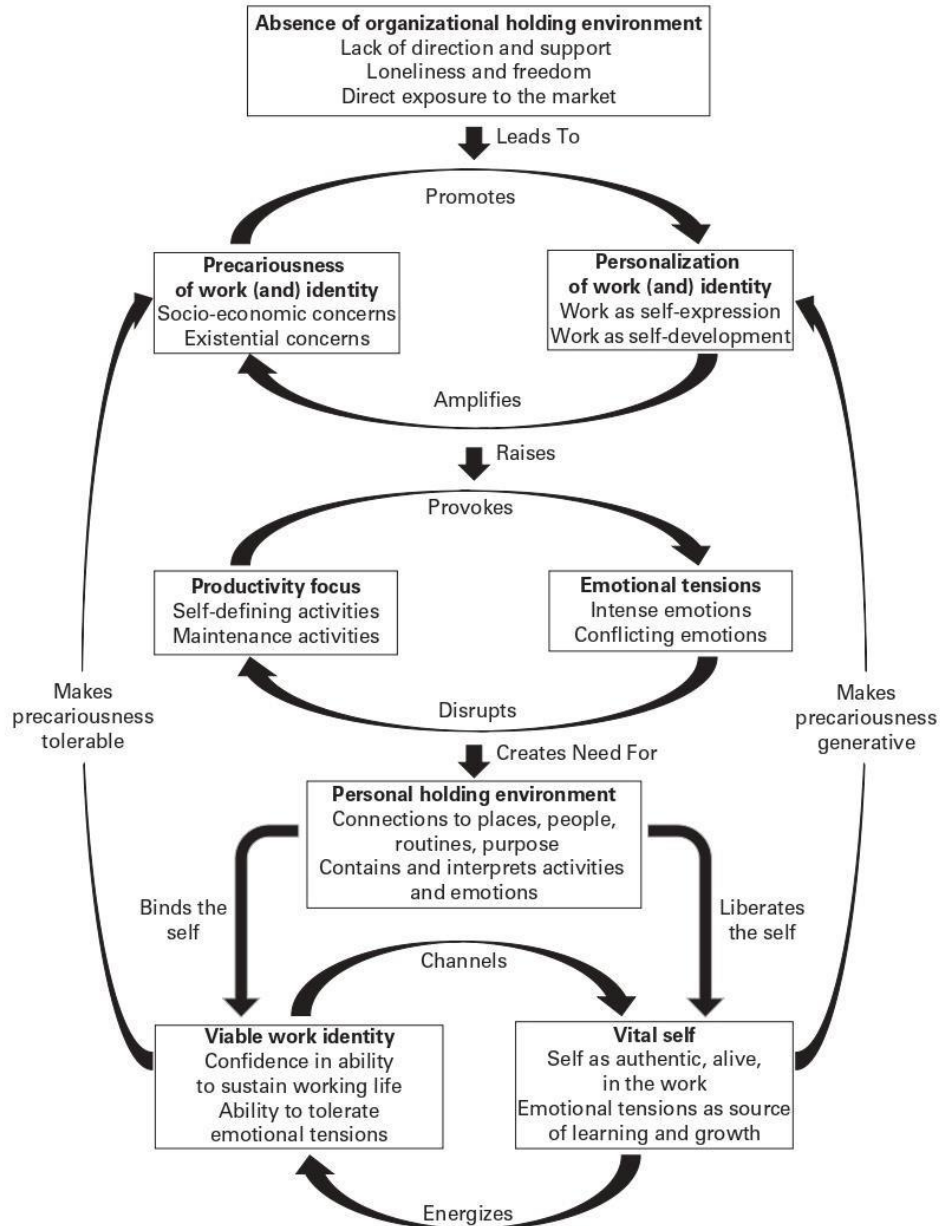 Absence of organizational holding environment
Lack of direction and support
Loneliness and freedom
Direct exposure to the market
Leads To
Promotes
Precariousness
of work (and) identity
Socio-economic concerns
Existential concerns
Personalization
of work (and) identity
Work as self-expression
Work as self-development
Amplifies
Raises
Provokes
Productivity focus
Self-defining activities
Maintenance activities
Emotional tensions
Intense emotions
Conflicting emotions
Makes
precariousness
tolerable
Disrupts
Makes
precariousness
generative
Creates Need For
Personal holding environment
Connections to places, people,
routines, purpose
Contains and interprets activities
and emotions
Binds the
self
Liberates
the self
Channels
Viable work identity
Confidence in ability
to sustain working life
Ability to tolerate
emotional tensions
Vital self
Self as authentic, alive,
in the work
Emotional tensions as source
of learning and growth
Energizes